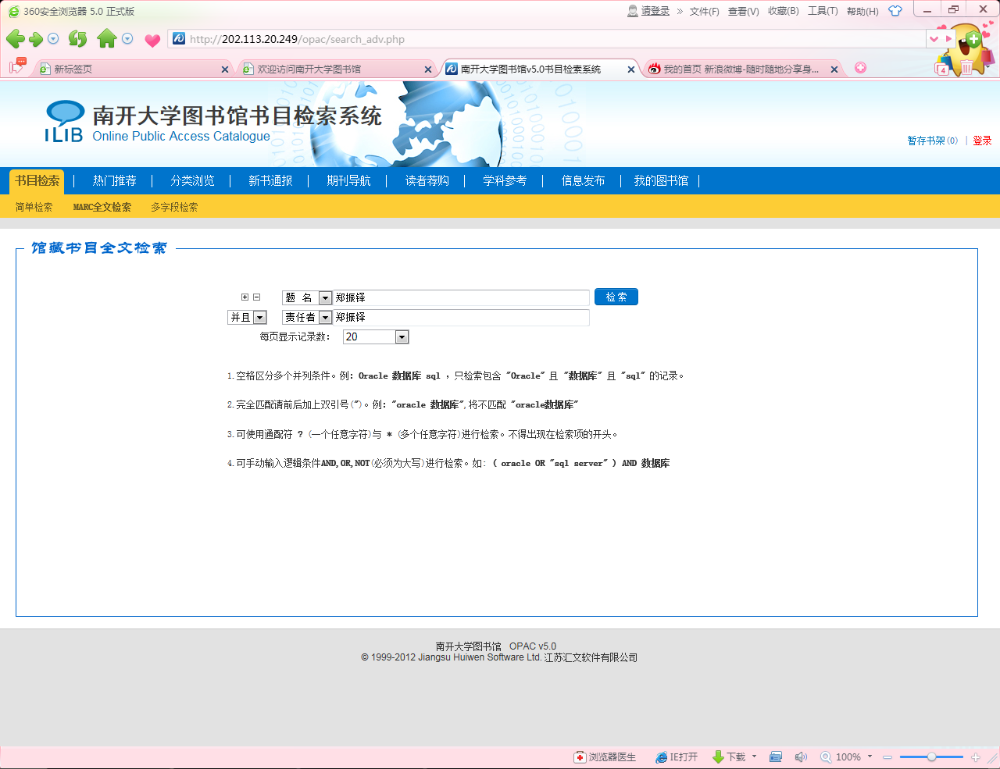 360安全浏览器 5.0 正式版
请登录 » 文件(F) 查看(V) 收藏(B) 工具(T) 帮助(H)
http://202.113.20.249/opac/search_adv.php
新标签页
欢迎访问南开大学图书馆
南开大学图书馆v5.0书目检索系统
我的首页 新浪微博-随时随地分享身...
4
ILIB
南开大学图书馆书目检索系统
Online Public Access Catalogue
暂存书架(0) | 登录
书目检索 | 热门推荐 | 分类浏览 | 新书通报 | 期刊导航 | 读者荐购 | 学科参考 | 信息发布 | 我的图书馆 |
简单检索 MARC全文检索 多字段检索
馆藏书目全文检索
题 名 郑振铎 检 索
并且 责任者 郑振铎
每页显示记录数: 20
1.空格区分多个并列条件。例: Oracle 数据库 sql ,只检索包含 "Oracle" 且 "数据库" 且 "sql" 的记录。
2.完全匹配请前后加上双引号(")。例: "oracle 数据库",将不匹配 "oracle数据库"
3.可使用通配符 ? (一个任意字符)与 * (多个任意字符)进行检索。不得出现在检索项的开头。
4.可手动输入逻辑条件AND,OR,NOT(必须为大写)进行检索。如: ( oracle OR "sql server" ) AND 数据库
南开大学图书馆 OPAC v5.0
© 1999-2012 Jiangsu Huiwen Software Ltd. 江苏汇文软件有限公司
浏览器医生 IE打开 下载 100%